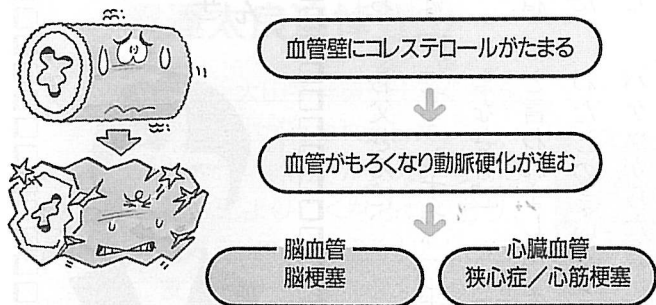 血管壁にコレステロールがたまる
血管がもろくなり動脈硬化が進む
脳血管
脳梗塞
心臓血管
狭心症／心筋梗塞